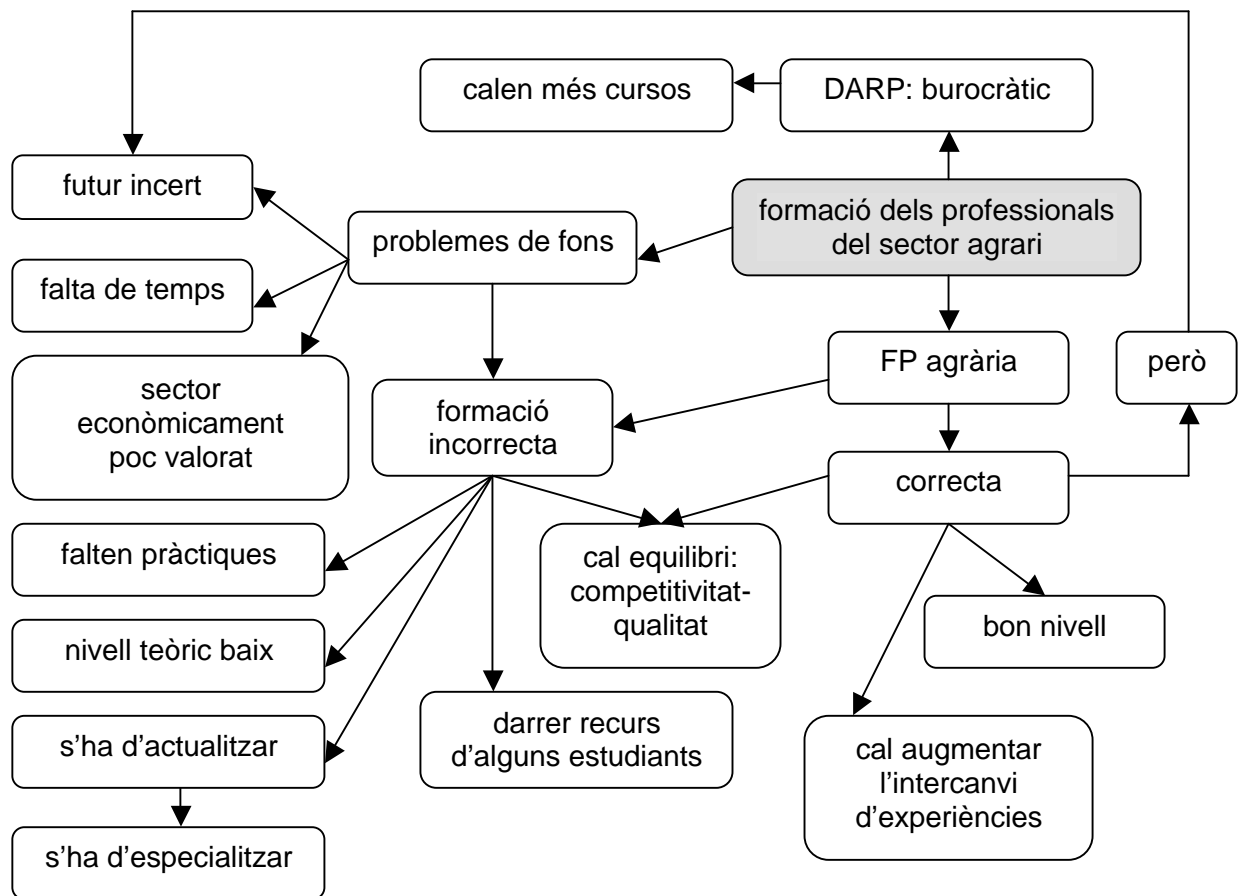 calen més cursos
DARP: burocràtic
futur incert
formació dels professionals
del sector agrari
problemes de fons
falta de temps
FP agrària
però
sector
econòmicament
poc valorat
formació
incorrecta
correcta
falten pràctiques
cal equilibri:
competitivitat-
qualitat
bon nivell
nivell teòric baix
darrer recurs
d’alguns estudiants
s’ha d’actualitzar
cal augmentar
l’intercanvi
d’experiències
s’ha d’especialitzar